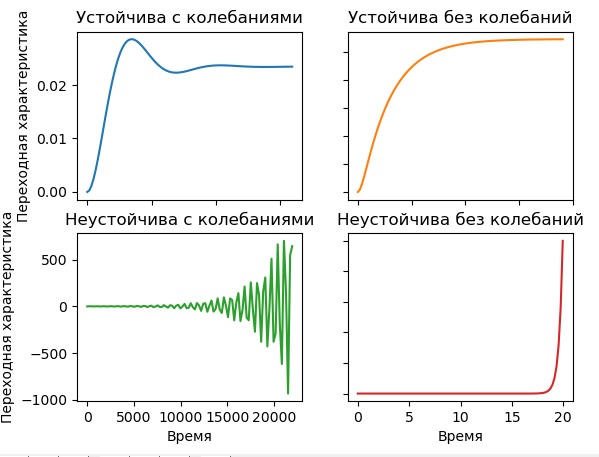 Устойчива с колебаниями
Устойчива без колебаний
Переходная характеристика
0.02
0.01
0.00
Неустойчива с колебаниями
Неустойчива без колебаний
Переходная характеристика
500
0
−500
−1000
0 5000 10000 15000 20000
0 5 10 15 20
Время
Время